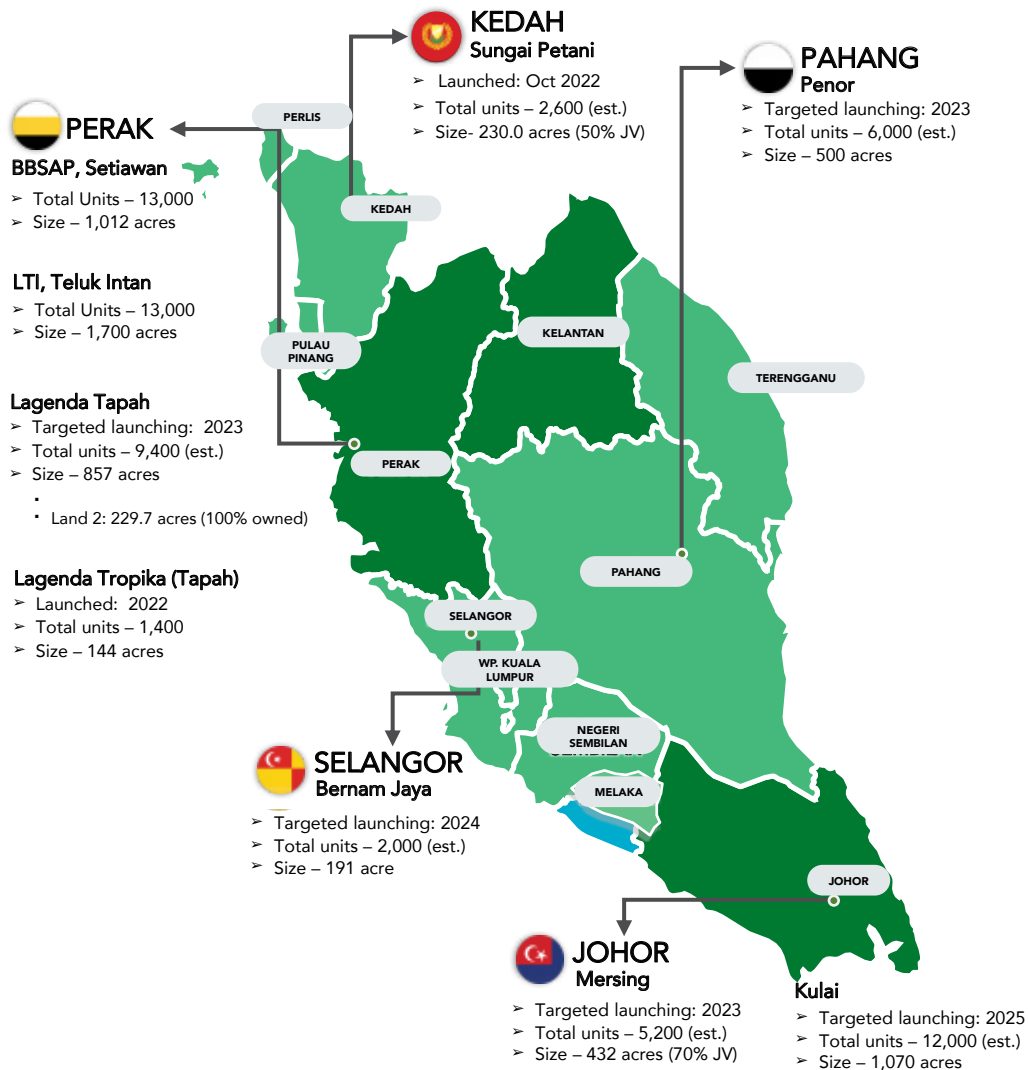 KEDAH
Sungai Petani
➢ Launched: Oct 2022
➢ Total units – 2,600 (est.)
➢ Size- 230.0 acres (50% JV)
PAHANG
Penor
➢ Targeted launching: 2023
➢ Total units – 6,000 (est.)
➢ Size – 500 acres
PERAK
BBSAP, Setiawan
➢ Total Units – 13,000
➢ Size – 1,012 acres
LTI, Teluk Intan
➢ Total Units – 13,000
➢ Size – 1,700 acres
Lagenda Tapah
➢ Targeted launching: 2023
➢ Total units – 9,400 (est.)
➢ Size – 857 acres
▪
▪ Land 2: 229.7 acres (100% owned)
Lagenda Tropika (Tapah)
➢ Launched: 2022
➢ Total units – 1,400
➢ Size – 144 acres
PERLIS
KEDAH
PULAU
PINANG
KELANTAN
TERENGGANU
PERAK
PAHANG
SELANGOR
WP. KUALA
LUMPUR
NEGERI
SEMBILAN
MELAKA
JOHOR
SELANGOR
Bernam Jaya
➢ Targeted launching: 2024
➢ Total units – 2,000 (est.)
➢ Size – 191 acre
JOHOR
Mersing
➢ Targeted launching: 2023
➢ Total units – 5,200 (est.)
➢ Size – 432 acres (70% JV)
Kulai
➢ Targeted launching: 2025
➢ Total units – 12,000 (est.)
➢ Size – 1,070 acres